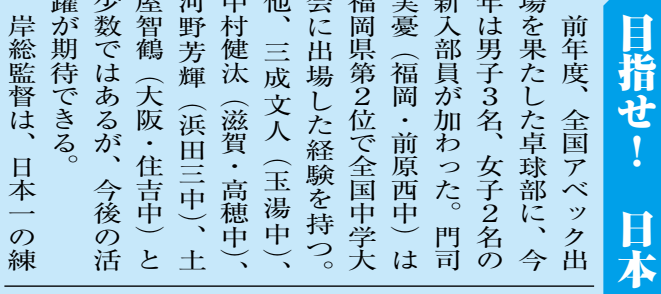 目指せ! 日本
前年度、全国アベック出
場を果たした卓球部に、今
年は男子3名、女子2名の
新入部員が加わった。門司
実憂(福岡・前原西中)は
福岡県第2位で全国中学大
会に出場した経験を持つ。
他、三成文人(玉湯中)、
中村健汰(滋賀・高穂中)、
河野芳輝(浜田三中)、土
屋智鶴(大阪・住吉中)と
少数ではあるが、今後の活
躍が期待できる。
岸総監督は、日本一の練